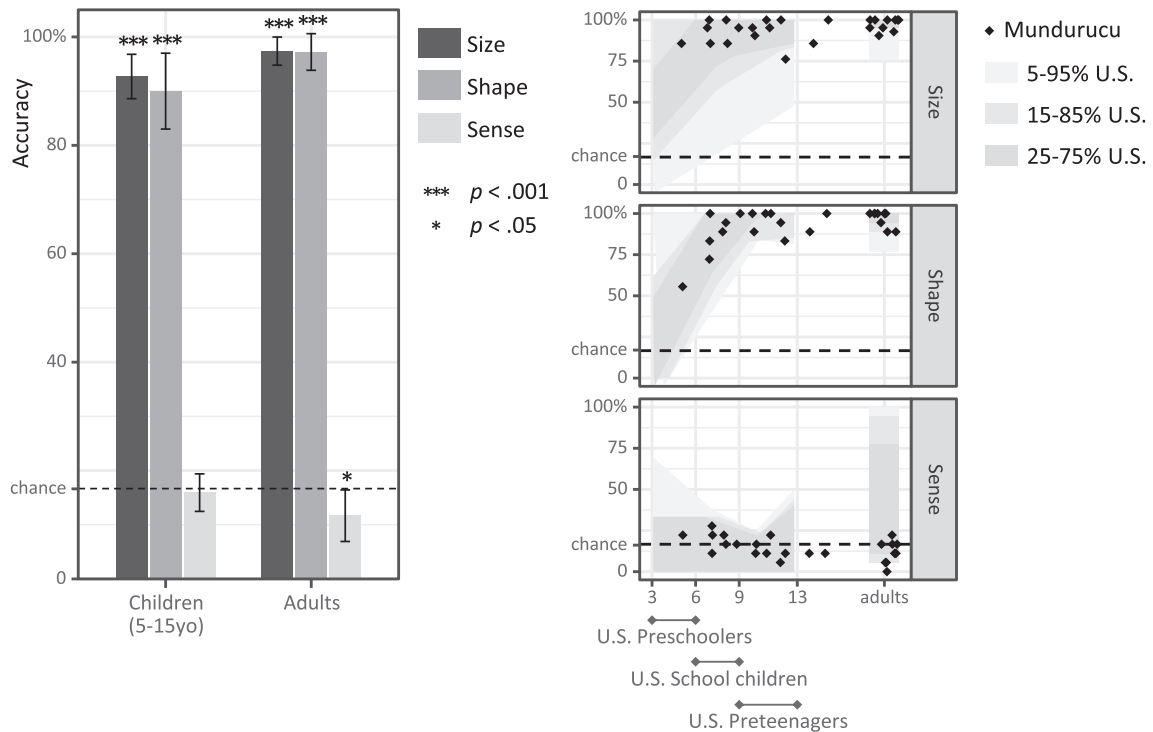 Accuracy
100%
80
60
40
chance
0
*** ***
*** ***
*
Children
(5-15yo)
Adults
Size
Shape
Sense
*** p < .001
* p < .05
100%
75
50
chance
0
Size
100%
75
50
chance
0
Shape
100%
75
50
chance
0
Sense
3 6 9 13 adults
U.S. Preschoolers
U.S. School children
U.S. Preteenagers
Mundurucu
5-95% U.S.
15-85% U.S.
25-75% U.S.